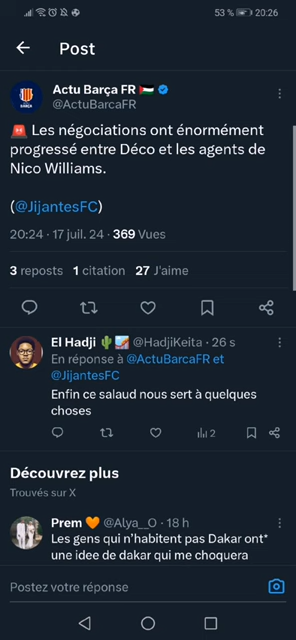 53 % 20:26
Post
Actu Barça FR 🇵🇸
@ActuBarcaFR
🚨 Les négociations ont énormément
progressé entre Déco et les agents de
Nico Williams.
(@JijantesFC)
20:24 · 17 juil. 24 · 369 Vues
3 reposts 1 citation 27 J'aime
El Hadji 🌵 @HadjiKeita · 26 s
En réponse à @ActuBarcaFR et
@JijantesFC
Enfin ce salaud nous sert à quelques
choses
2
Découvrez plus
Trouvés sur X
Prem 🧡 @Alya__O · 18 h
Les gens qui n'habitent pas Dakar ont*
une idee de dakar qui me choquera
Postez votre réponse